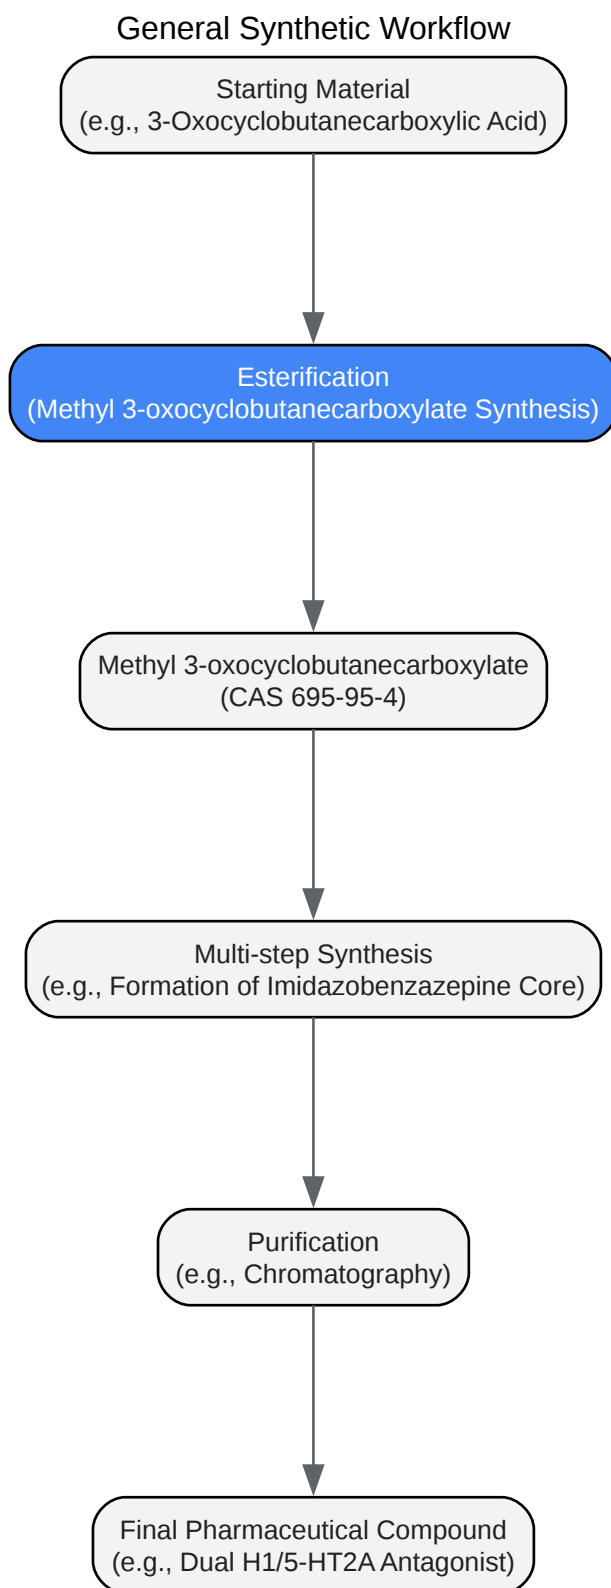 General Synthetic Workflow
Starting Material
(e.g., 3-Oxocyclobutanecarboxylic Acid)
Esterification
(Methyl 3-oxocyclobutanecarboxylate Synthesis)
Methyl 3-oxocyclobutanecarboxylate
(CAS 695-95-4)
Multi-step Synthesis
(e.g., Formation of Imidazobenzazepine Core)
Purification
(e.g., Chromatography)
Final Pharmaceutical Compound
(e.g., Dual H1/5-HT2A Antagonist)